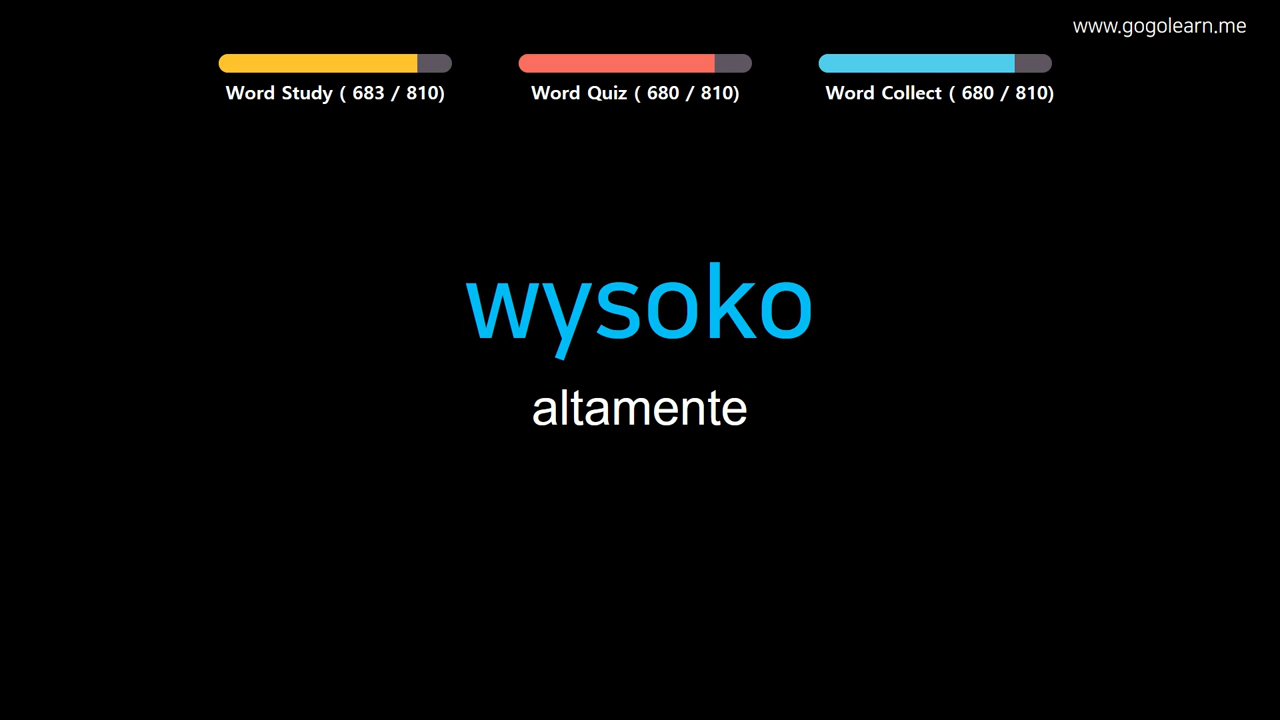 www.gogolearn.me
Word Study ( 683 / 810)
Word Quiz ( 680 / 810)
Word Collect ( 680 / 810)
wysoko
altamente